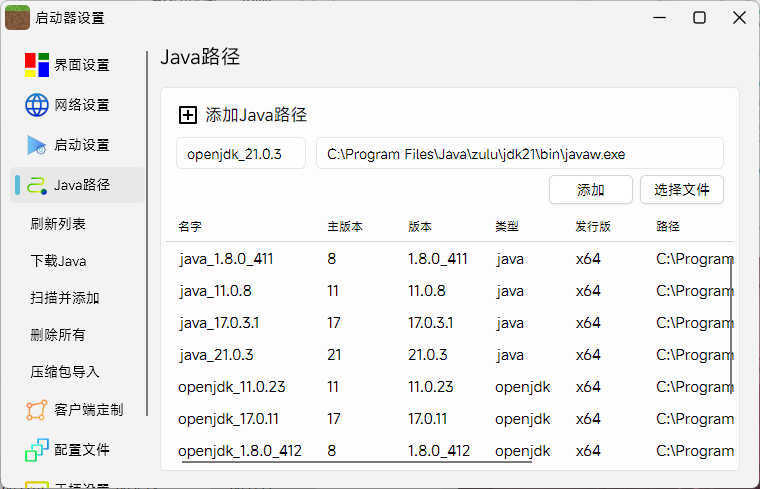 启动器设置
界面设置
网络设置
启动设置
Java路径
刷新列表
下载Java
扫描并添加
删除所有
压缩包导入
客户端定制
配置文件
Java路径
添加Java路径
openjdk_21.0.3 C:\Program Files\Java\zulu\jdk21\bin\javaw.exe
添加 选择文件
名字 主版本 版本 类型 发行版 路径
java_1.8.0_411 8 1.8.0_411 java x64 C:\Program
java_11.0.8 11 11.0.8 java x64 C:\Program
java_17.0.3.1 17 17.0.3.1 java x64 C:\Program
java_21.0.3 21 21.0.3 java x64 C:\Program
openjdk_11.0.23 11 11.0.23 openjdk x64 C:\Program
openjdk_17.0.11 17 17.0.11 openjdk x64 C:\Program
openjdk_1.8.0_412 8 1.8.0_412 openjdk x64 C:\Program